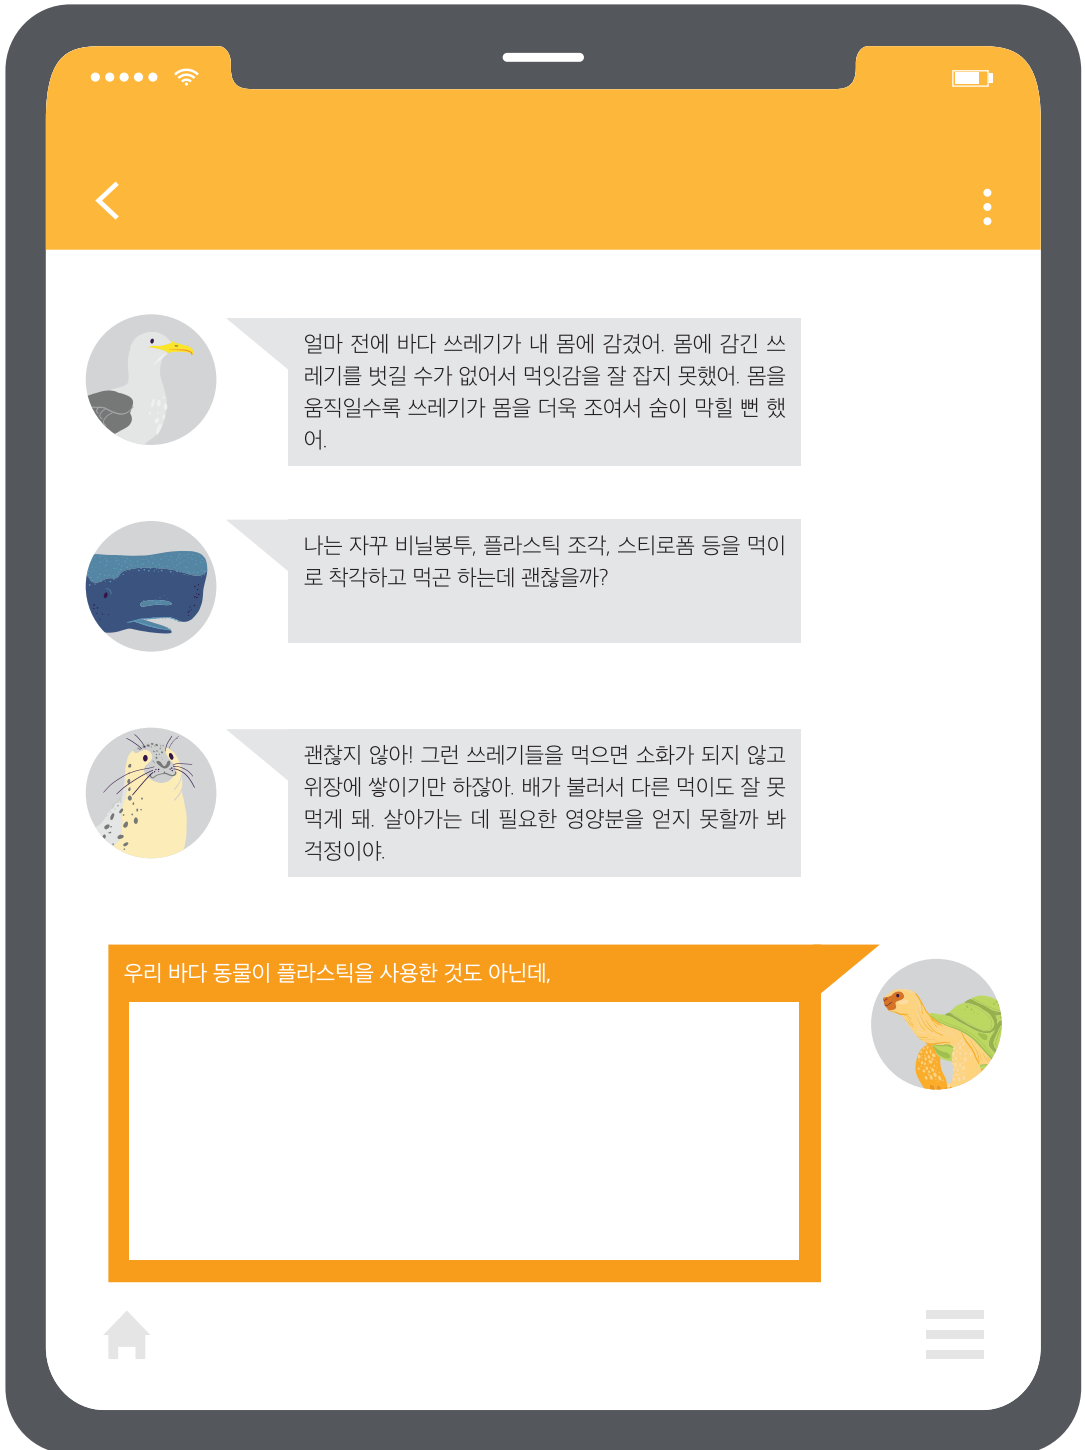 얼마 전에 바다 쓰레기가 내 몸에 감겼어. 몸에 감긴 쓰
레기를 벗길 수가 없어서 먹잇감을 잘 잡지 못했어. 몸을
움직일수록 쓰레기가 몸을 더욱 조여서 숨이 막힐 뻔 했
어.
나는 자꾸 비닐봉투, 플라스틱 조각, 스티로폼 등을 먹이
로 착각하고 먹곤 하는데 괜찮을까?
괜찮지 않아! 그런 쓰레기들을 먹으면 소화가 되지 않고
위장에 쌓이기만 하잖아. 배가 불러서 다른 먹이도 잘 못
먹게 돼. 살아가는 데 필요한 영양분을 얻지 못할까 봐
걱정이야.
우리 바다 동물이 플라스틱을 사용한 것도 아닌데,